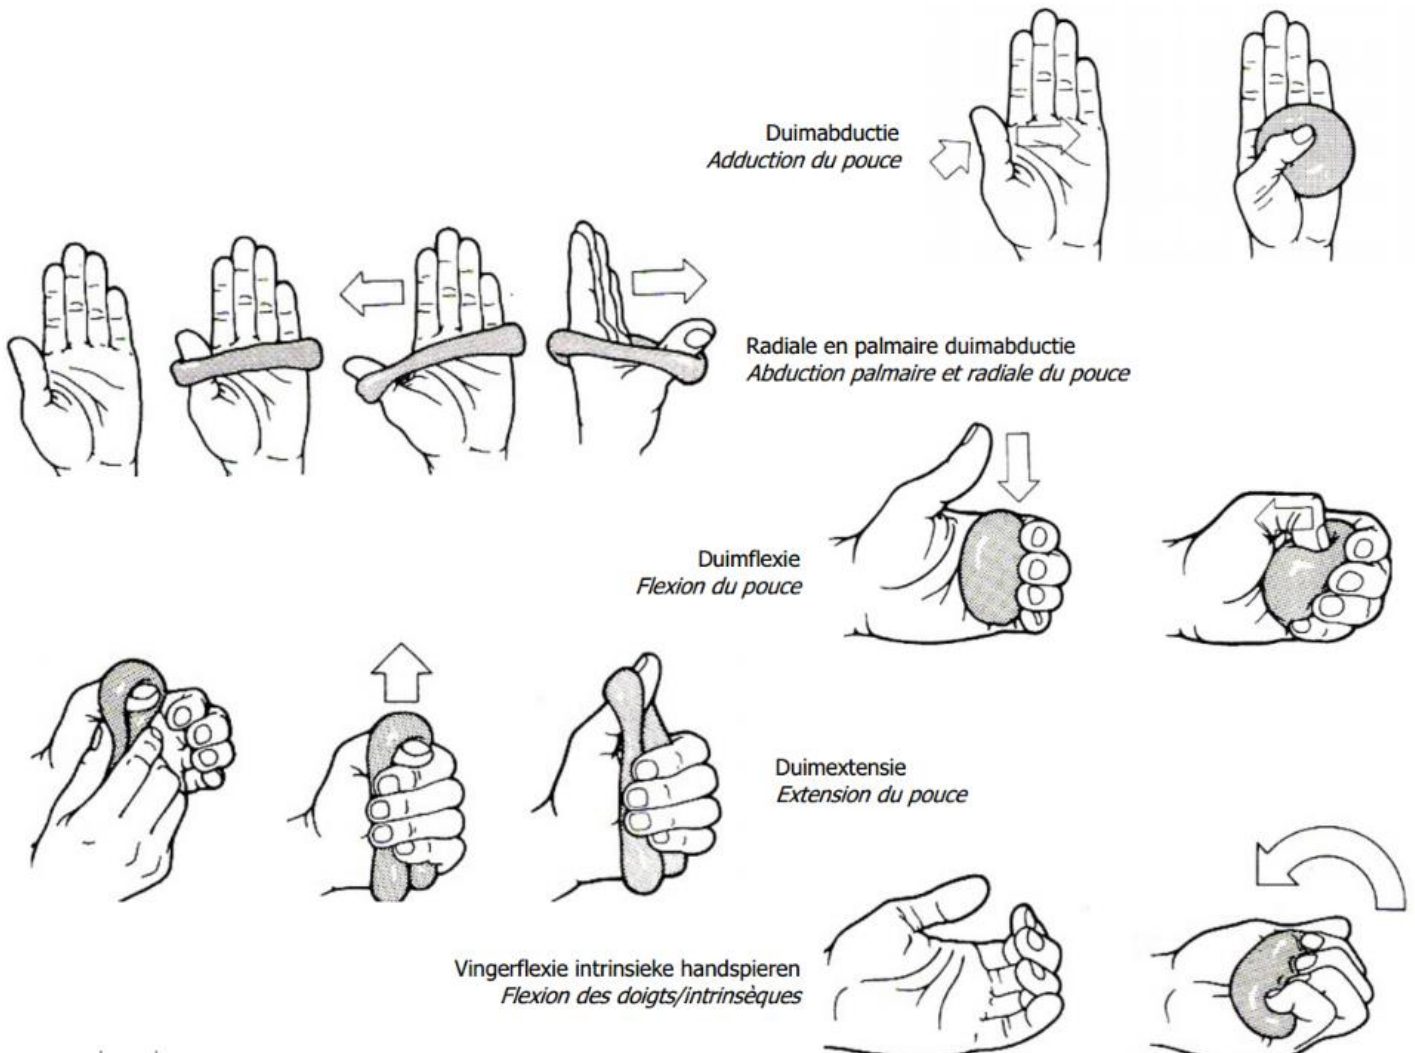 Duimabductie
Adduction du pouce
Radiale en palmaire duimabductie
Abduction palmaire et radiale du pouce
Duimflexie
Flexion du pouce
Duimextensie
Extension du pouce
Vingerflexie intrinsieke handspieren
Flexion des doigts/intrinsèques